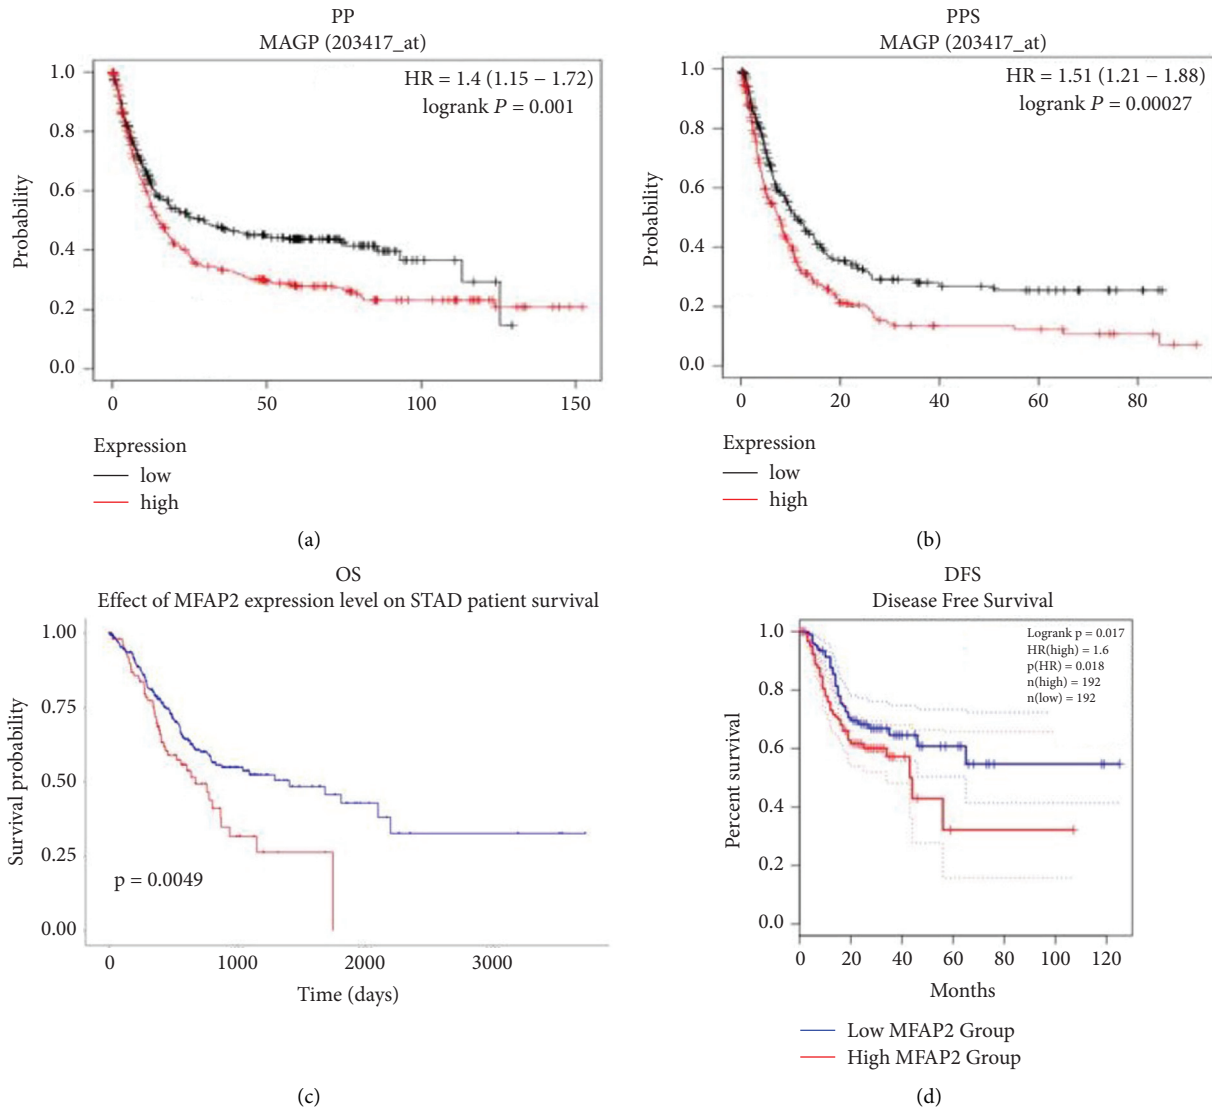 PP
MAGP (203417_at)
HR = 1.4 (1.15 − 1.72)
logrank P = 0.001
Probability
1.0
0.8
0.6
0.4
0.2
0.0
0 50 100 150
Expression
low
high
(a)
PPS
MAGP (203417_at)
HR = 1.51 (1.21 − 1.88)
logrank P = 0.00027
Probability
1.0
0.8
0.6
0.4
0.2
0.0
0 20 40 60 80
Expression
low
high
(b)
OS
Effect of MFAP2 expression level on STAD patient survival
Survival probability
1.00
0.75
0.50
0.25
0.00
p = 0.0049
0 1000 2000 3000
Time (days)
(c)
DFS
Disease Free Survival
Logrank p = 0.017
HR(high) = 1.6
p(HR) = 0.018
n(high) = 192
n(low) = 192
Percent survival
1.0
0.8
0.6
0.4
0.2
0.0
0 20 40 60 80 100 120
Months
Low MFAP2 Group
High MFAP2 Group
(d)